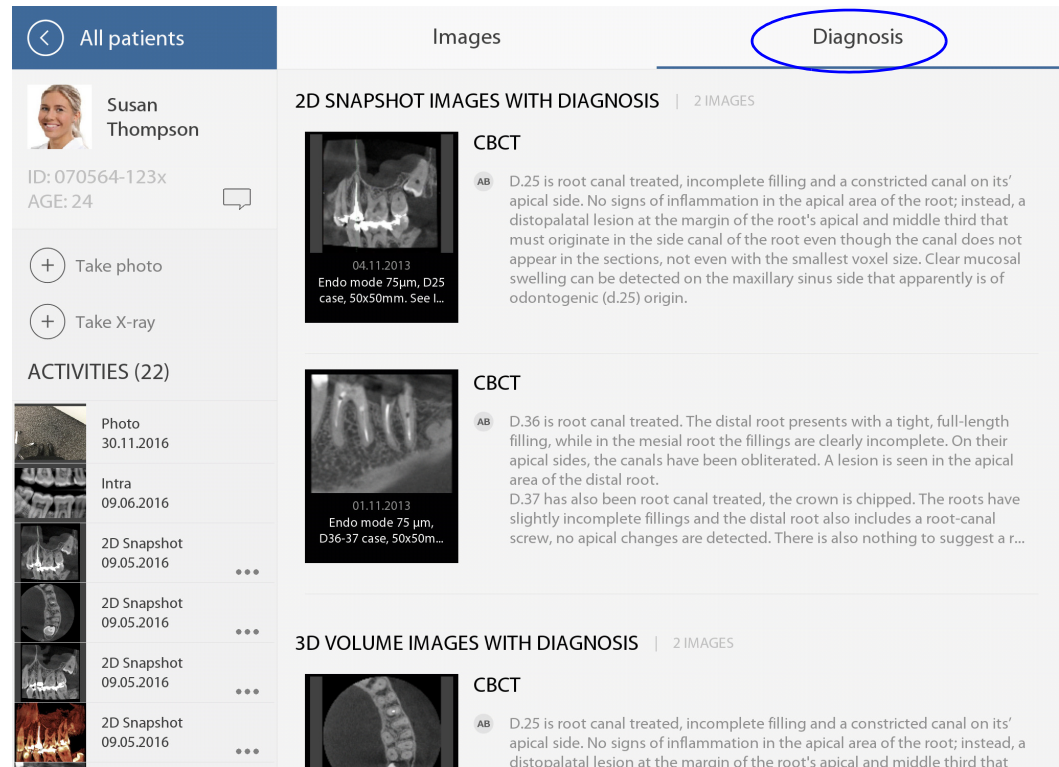 All patients
Images
Diagnosis
Susan
Thompson
ID: 070564-123x
AGE: 24
Take photo
Take X-ray
ACTIVITIES (22)
Photo
30.11.2016
Intra
09.06.2016
2D Snapshot
09.05.2016
2D Snapshot
09.05.2016
2D Snapshot
09.05.2016
2D Snapshot
09.05.2016
2D SNAPSHOT IMAGES WITH DIAGNOSIS | 2 IMAGES
04.11.2013
Endo mode 75µm, D25
case, 50x50mm. See I...
CBCT
AB
D.25 is root canal treated, incomplete filling and a constricted canal on its'
apical side. No signs of inflammation in the apical area of the root; instead, a
distopalatal lesion at the margin of the root's apical and middle third that
must originate in the side canal of the root even though the canal does not
appear in the sections, not even with the smallest voxel size. Clear mucosal
swelling can be detected on the maxillary sinus side that apparently is of
odontogenic (d.25) origin.
01.11.2013
Endo mode 75 µm,
D36-37 case, 50x50m...
CBCT
AB
D.36 is root canal treated. The distal root presents with a tight, full-length
filling, while in the mesial root the fillings are clearly incomplete. On their
apical sides, the canals have been obliterated. A lesion is seen in the apical
area of the distal root.
D.37 has also been root canal treated, the crown is chipped. The roots have
slightly incomplete fillings and the distal root also includes a root-canal
screw, no apical changes are detected. There is also nothing to suggest a r...
3D VOLUME IMAGES WITH DIAGNOSIS | 2 IMAGES
CBCT
AB
D.25 is root canal treated, incomplete filling and a constricted canal on its'
apical side. No signs of inflammation in the apical area of the root; instead, a
distopalatal lesion at the margin of the root's apical and middle third that